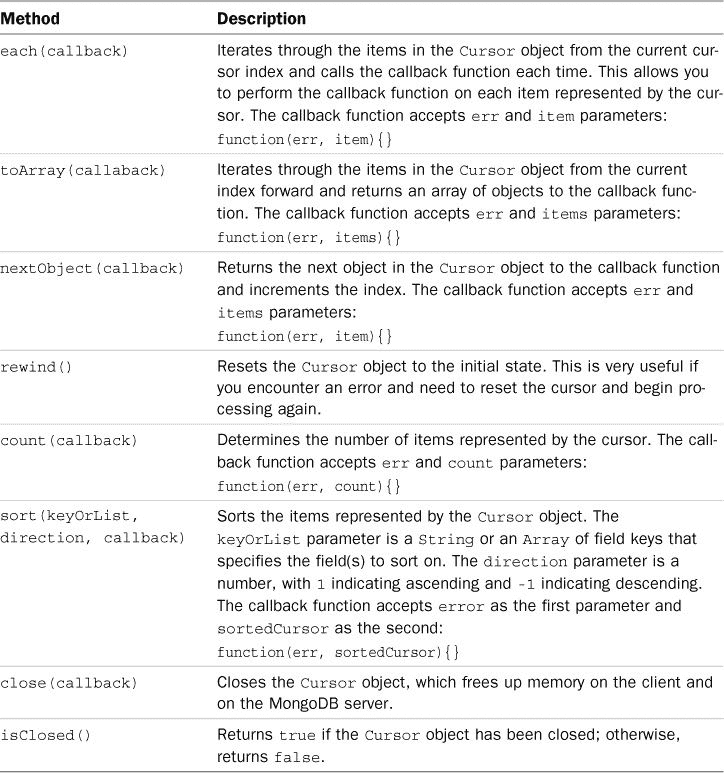 Method Description
each(callback) Iterates through the items in the Cursor object from the current cur-
sor index and calls the callback function each time. This allows you
to perform the callback function on each item represented by the cur-
sor. The callback function accepts err and item parameters:
function(err, item){}
toArray(callaback) Iterates through the items in the Cursor object from the current
index forward and returns an array of objects to the callback func-
tion. The callback function accepts err and items parameters:
function(err, items){}
nextObject(callback) Returns the next object in the Cursor object to the callback function
and increments the index. The callback function accepts err and
items parameters:
function(err, item){}
rewind() Resets the Cursor object to the initial state. This is very useful if
you encounter an error and need to reset the cursor and begin pro-
cessing again.
count(callback) Determines the number of items represented by the cursor. The call-
back function accepts err and count parameters:
function(err, count){}
sort(keyOrList, Sorts the items represented by the Cursor object. The
direction, callback) keyOrList parameter is a String or an Array of field keys that
specifies the field(s) to sort on. The direction parameter is a
number, with 1 indicating ascending and -1 indicating descending.
The callback function accepts error as the first parameter and
sortedCursor as the second:
function(err, sortedCursor){}
close(callback) Closes the Cursor object, which frees up memory on the client and
on the MongoDB server.
isClosed() Returns true if the Cursor object has been closed; otherwise,
returns false.